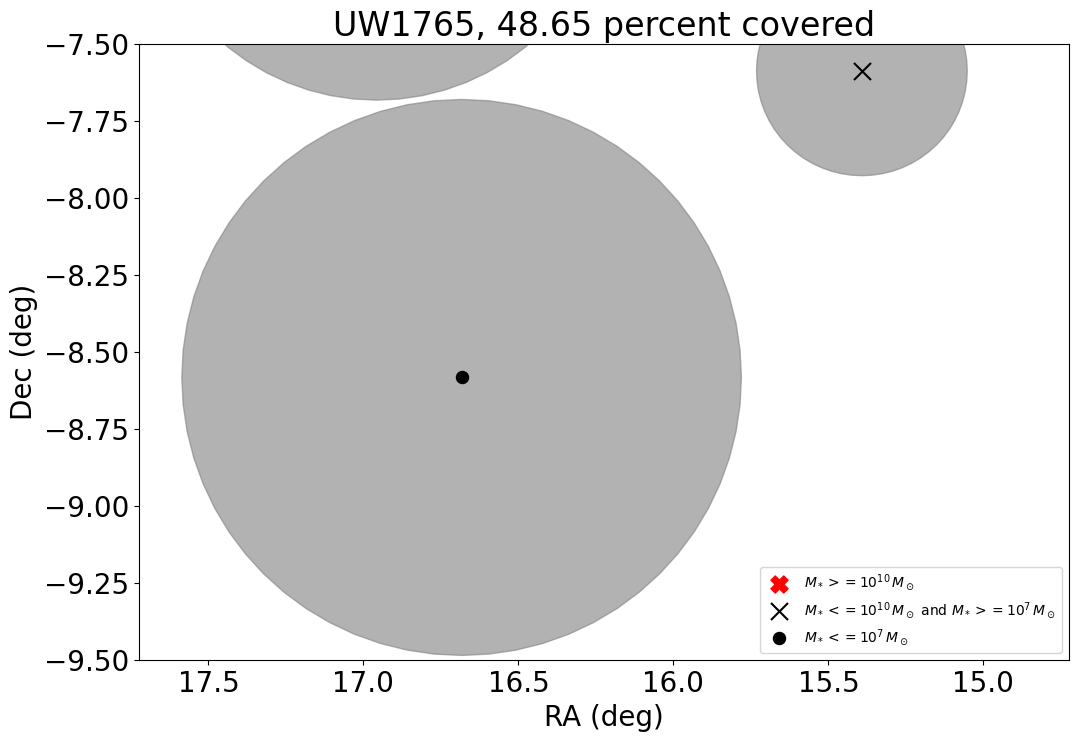 UW1765, 48.65 percent covered
−7.50
−7.75
−8.00
−8.25
−8.50
−8.75
−9.00
−9.25
−9.50
Dec (deg)
M* >= 10^10 M⊙
M* <= 10^10 M⊙ and M* >= 10^7 M⊙
M* <= 10^7 M⊙
17.5 17.0 16.5 16.0 15.5 15.0
RA (deg)